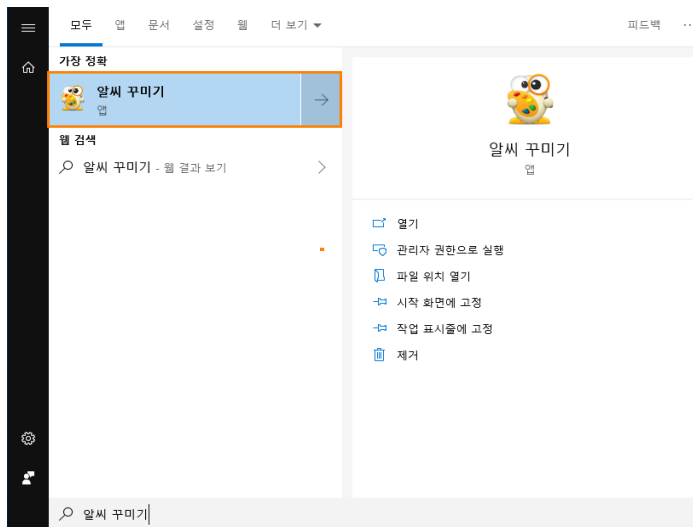 모두 앱 문서 설정 웹 더 보기 피드백 ...
가장 정확
알씨 꾸미기
앱
웹 검색
알씨 꾸미기 - 웹 결과 보기
알씨 꾸미기
앱
열기
관리자 권한으로 실행
파일 위치 열기
시작 화면에 고정
작업 표시줄에 고정
제거
알씨 꾸미기